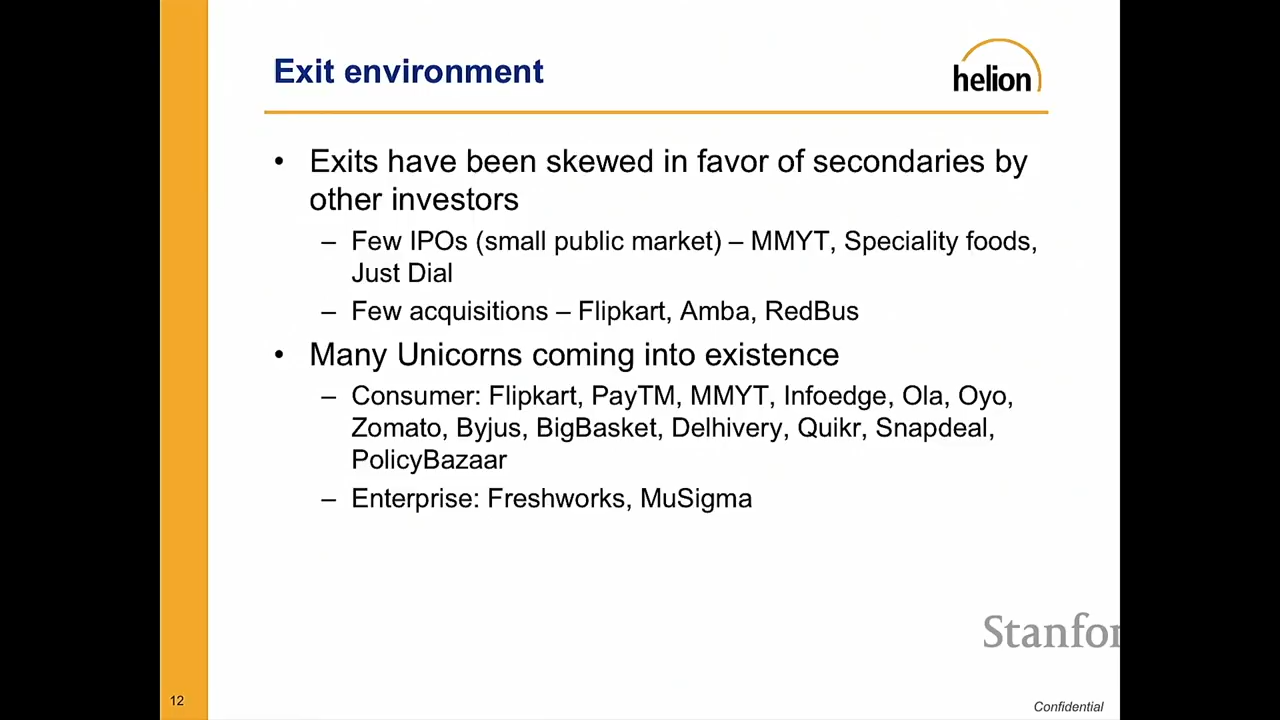 Exit environment
helion
• Exits have been skewed in favor of secondaries by
other investors
– Few IPOs (small public market) – MMYT, Speciality foods,
Just Dial
– Few acquisitions – Flipkart, Amba, RedBus
• Many Unicorns coming into existence
– Consumer: Flipkart, PayTM, MMYT, Infoedge, Ola, Oyo,
Zomato, Byjus, BigBasket, Delhivery, Quikr, Snapdeal,
PolicyBazaar
– Enterprise: Freshworks, MuSigma
Stanfor
12
Confidential